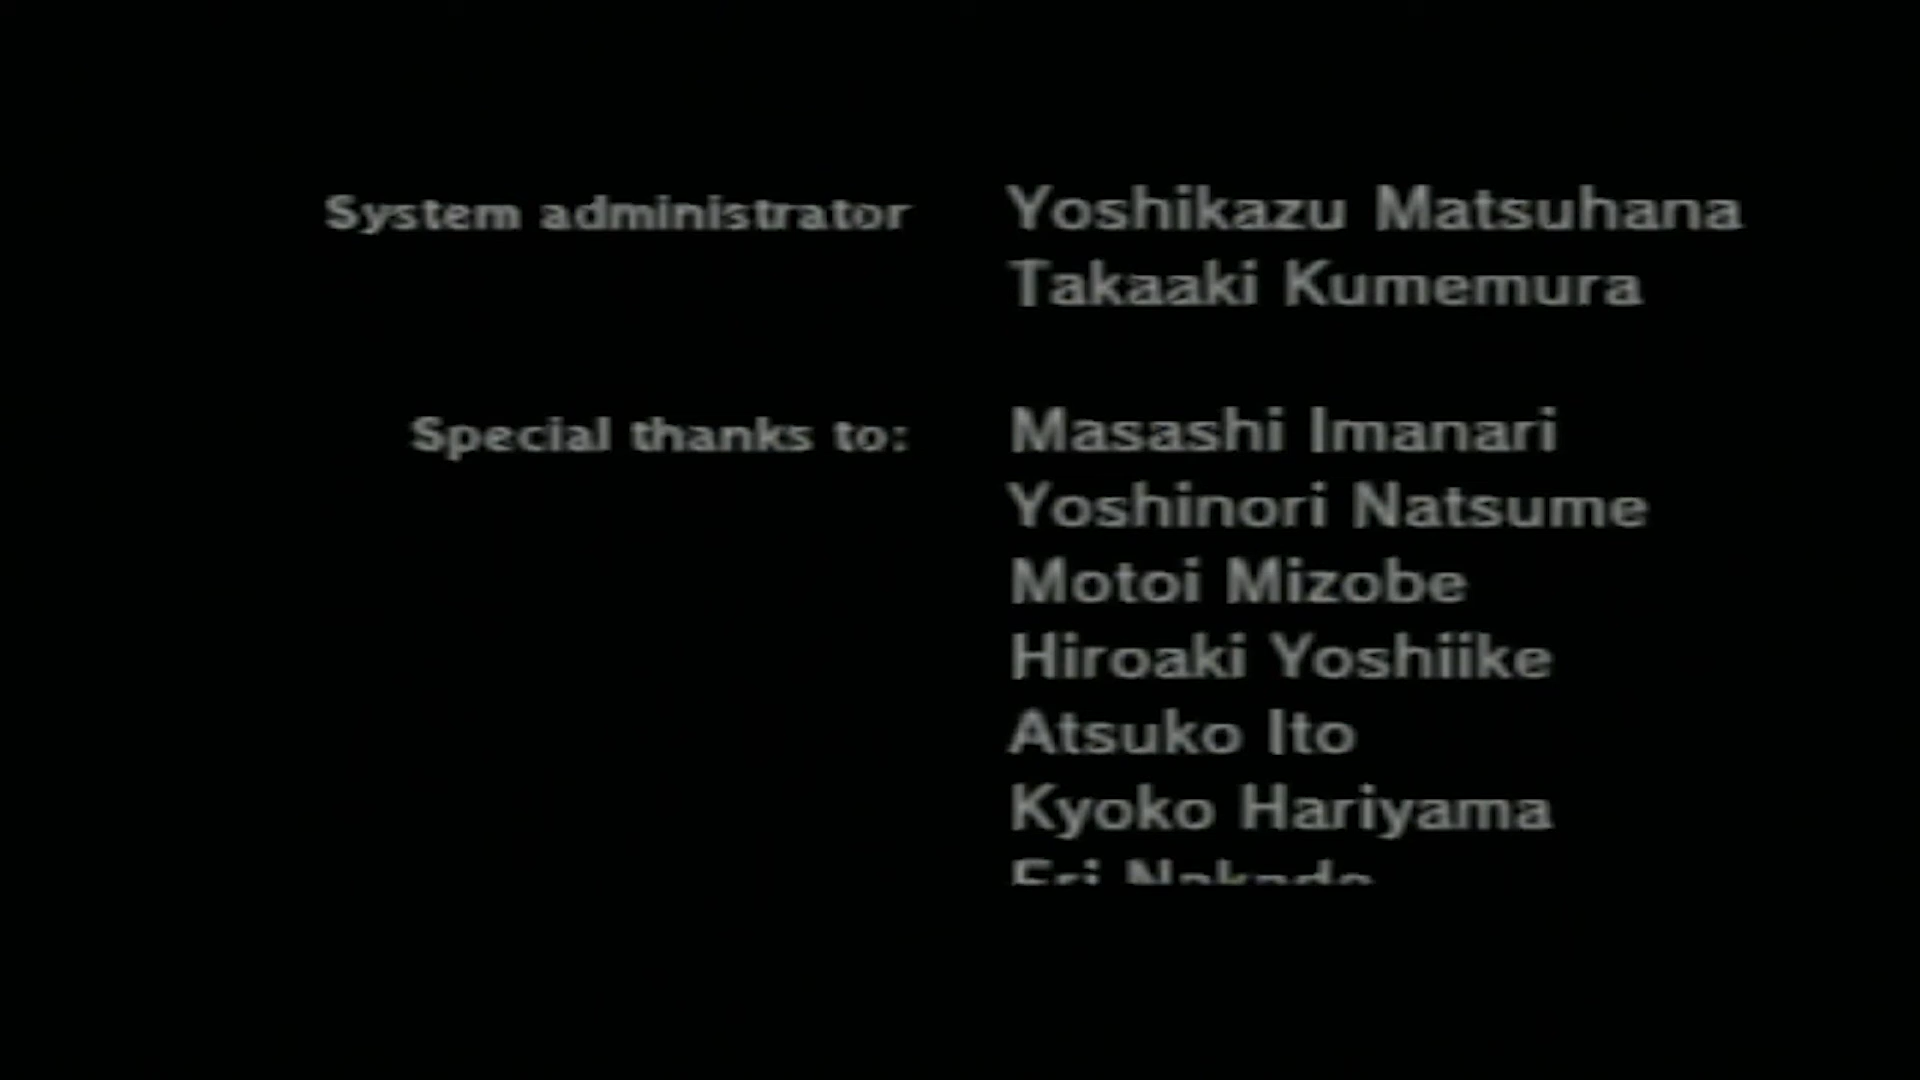 System administrator Yoshikazu Matsuhana
Takaaki Kumemura
Special thanks to: Masashi Imanari
Yoshinori Natsume
Motoi Mizobe
Hiroaki Yoshiike
Atsuko Ito
Kyoko Hariyama